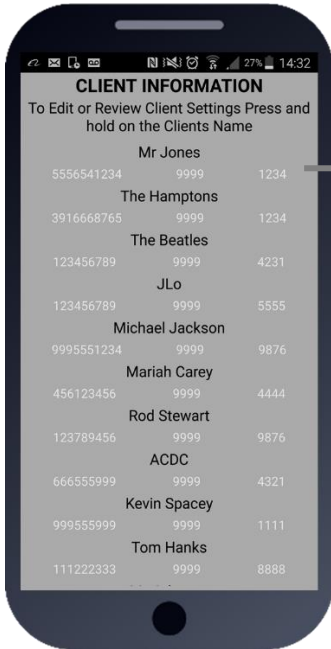 27% 14:32
CLIENT INFORMATION
To Edit or Review Client Settings Press and
hold on the Clients Name
Mr Jones
5556541234 9999 1234
The Hamptons
3916668765 9999 1234
The Beatles
123456789 9999 4231
JLo
123456789 9999 5555
Michael Jackson
9995551234 9999 9876
Mariah Carey
456123456 9999 4444
Rod Stewart
123789456 9999 9876
ACDC
666555999 9999 4321
Kevin Spacey
999555999 9999 1111
Tom Hanks
111222333 9999 8888